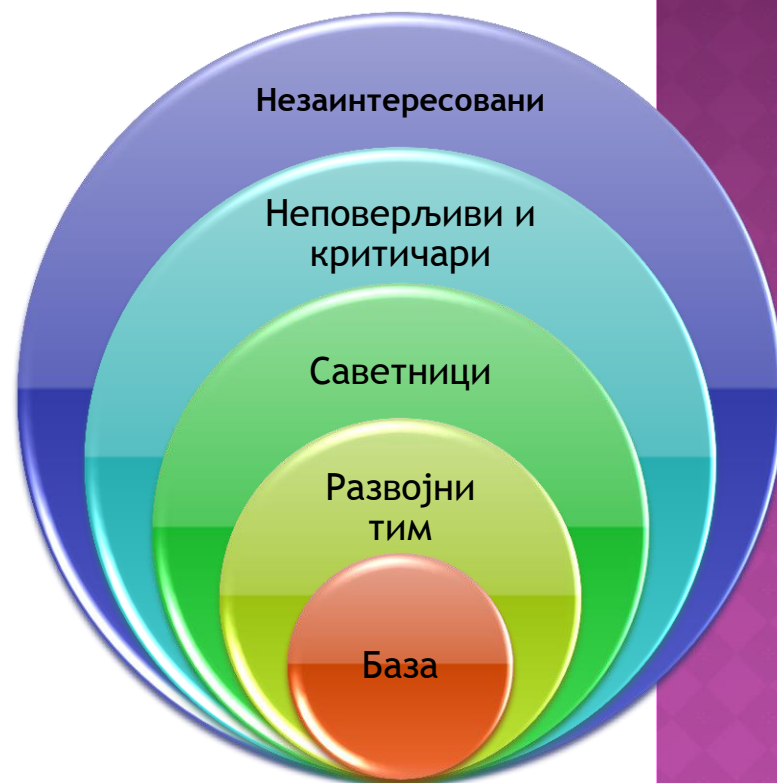 Незаинтересовани
Неповерљиви и
критичари
Саветници
Развојни
тим
База